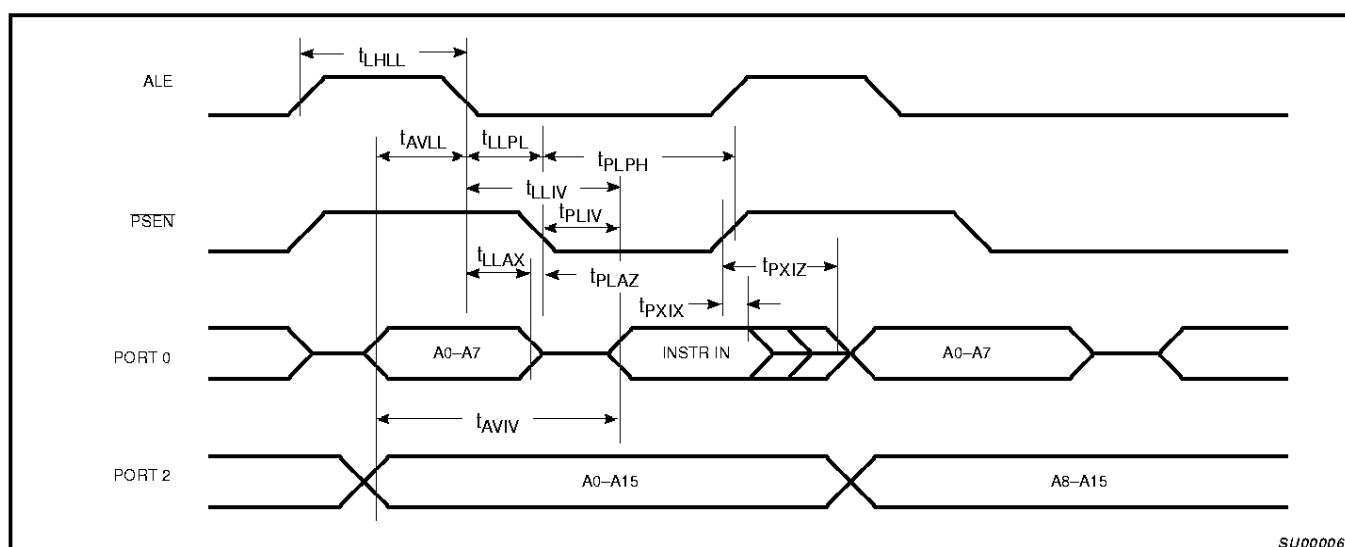 tLHLL
ALE
tAVLL
tLLPL
tPLPH
tLLIV
PSEN
tPLIV
tLLAX
tPLAZ
tPXIZ
tPXIX
PORT 0
A0–A7
INSTR IN
A0–A7
tAVIV
PORT 2
A0–A15
A8–A15
SU00006